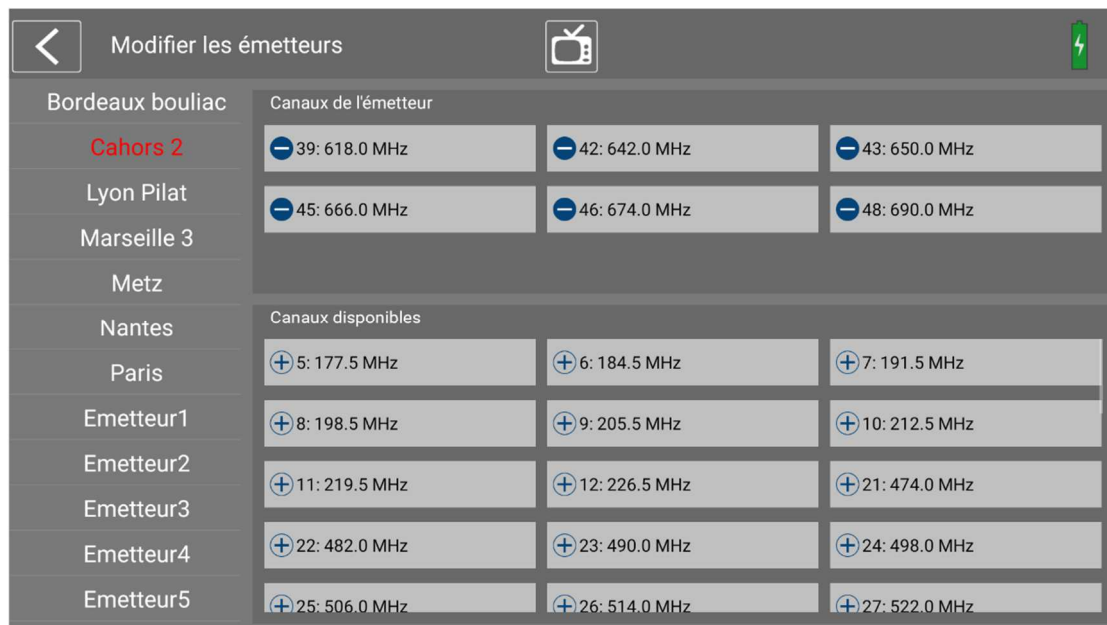 Modifier les émetteurs
Bordeaux bouliac
Cahors 2
Lyon Pilat
Marseille 3
Metz
Nantes
Paris
Emetteur1
Emetteur2
Emetteur3
Emetteur4
Emetteur5
Canaux de l'émetteur
39: 618.0 MHz
42: 642.0 MHz
43: 650.0 MHz
45: 666.0 MHz
46: 674.0 MHz
48: 690.0 MHz
Canaux disponibles
5: 177.5 MHz
6: 184.5 MHz
7: 191.5 MHz
8: 198.5 MHz
9: 205.5 MHz
10: 212.5 MHz
11: 219.5 MHz
12: 226.5 MHz
21: 474.0 MHz
22: 482.0 MHz
23: 490.0 MHz
24: 498.0 MHz
25: 506.0 MHz
26: 514.0 MHz
27: 522.0 MHz